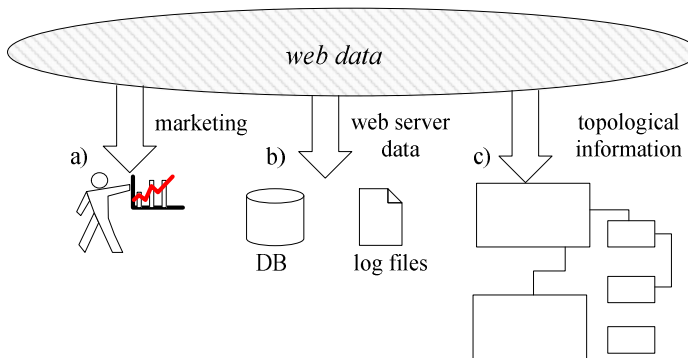 web data
marketing
web server
data
topological
information
a)
b)
c)
DB
log files